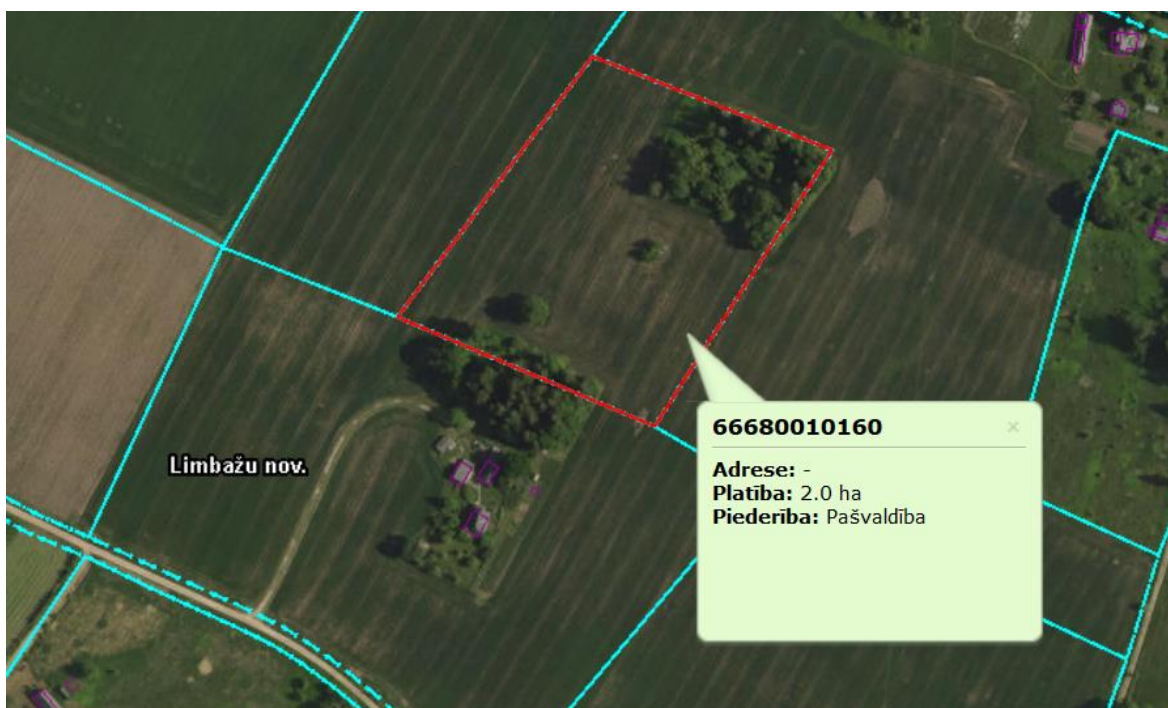 Limbažu nov.
66680010160
×
Adrese: -
Platība: 2.0 ha
Piederība: Pašvaldība